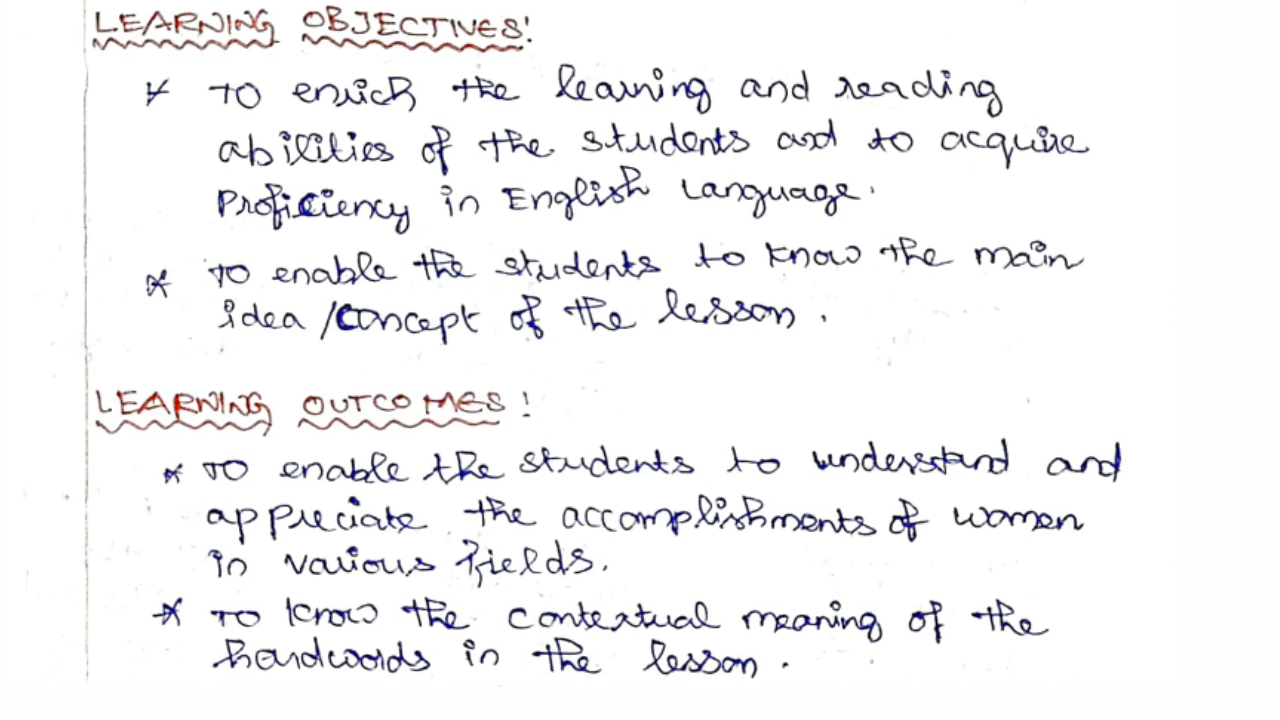 LEARNING OBJECTIVES:
* TO enrich the learning and reading
abilities of the students and to acquire
Proficiency in English Language.
* TO enable the students to know the main
idea/concept of the lesson.
LEARNING OUTCOMES:
* TO enable the students to understand and
appreciate the accomplishments of women
in various fields.
* TO know the contextual meaning of the
hardwords in the lesson.